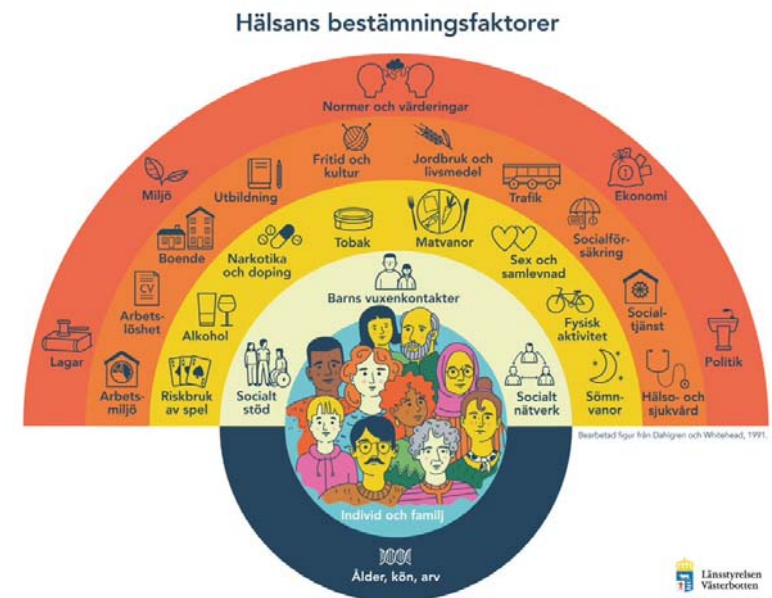 Hälsans bestämningsfaktorer
Normer och värderingar
Miljö
Ekonomi
Lagar
Politik
Fritid och
kultur
Jordbruk och
livsmedel
Utbildning
Trafik
Boende
Socialför-
säkring
Arbets-
löshet
Social-
tjänst
Arbets-
miljö
Hälso- och
sjukvård
CV
Tobak
Matvanor
Narkotika
och doping
Sex och
samlevnad
Alkohol
Fysisk
aktivitet
Riskbruk
av spel
Sömn-
vanor
Barns vuxenkontakter
Socialt
stöd
Socialt
nätverk
Individ och familj
Ålder, kön, arv
Bearbetad figur från Dahlgren och Whitehead, 1991.
Länsstyrelsen
Västerbotten